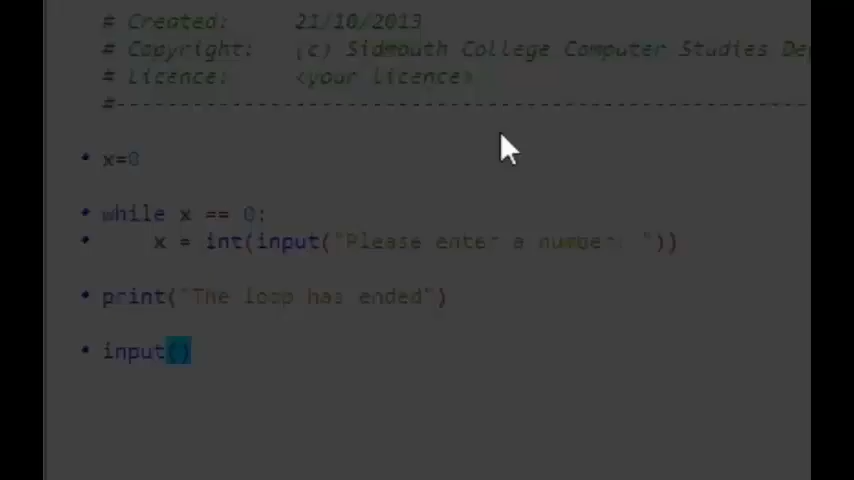 # Created: 21/10/2013
# Copyright: (c) Sidmouth College Computer Studies
# Licence: <your licence>
#----------------------------------------------------------
x=0
while x == 0:
x = int(input("Please enter a number: "))
print("The loop has ended")
input()